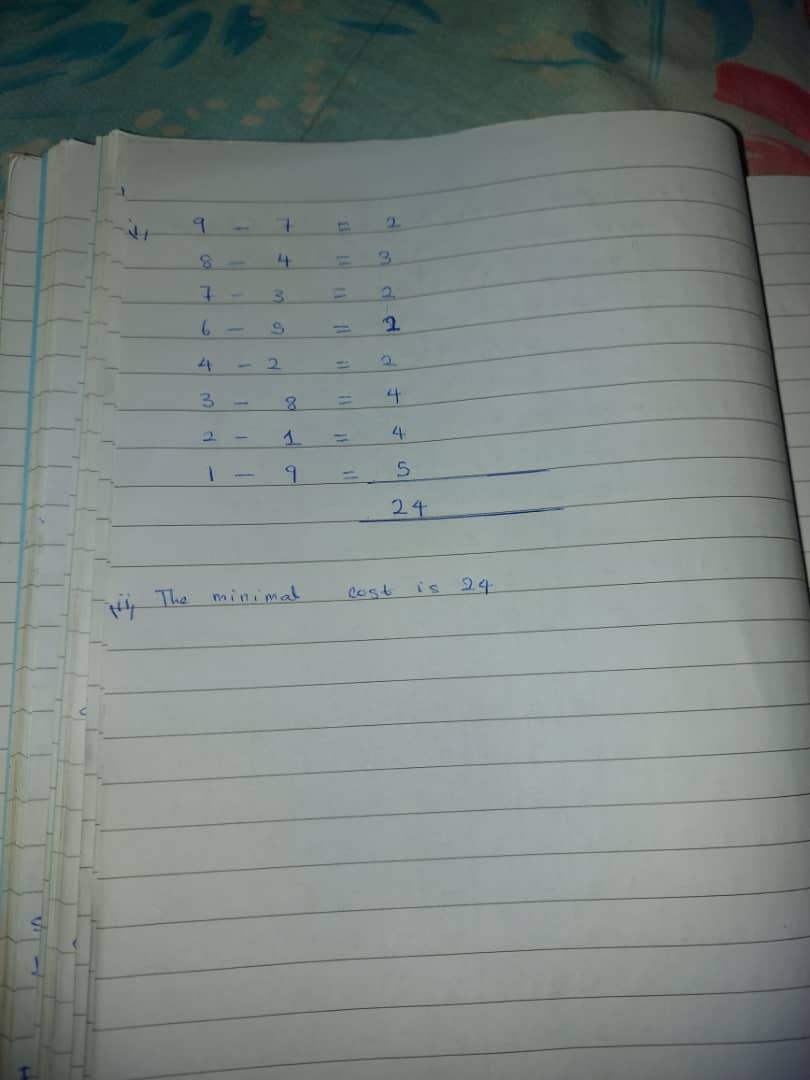 i, 9 - 7 = 2
8 - 4 = 3
7 - 3 = 2
6 - 5 = 2
4 - 2 = 2
3 - 8 = 4
2 - 1 = 4
1 - 9 = 5
24
ii, The minimal cost is 24